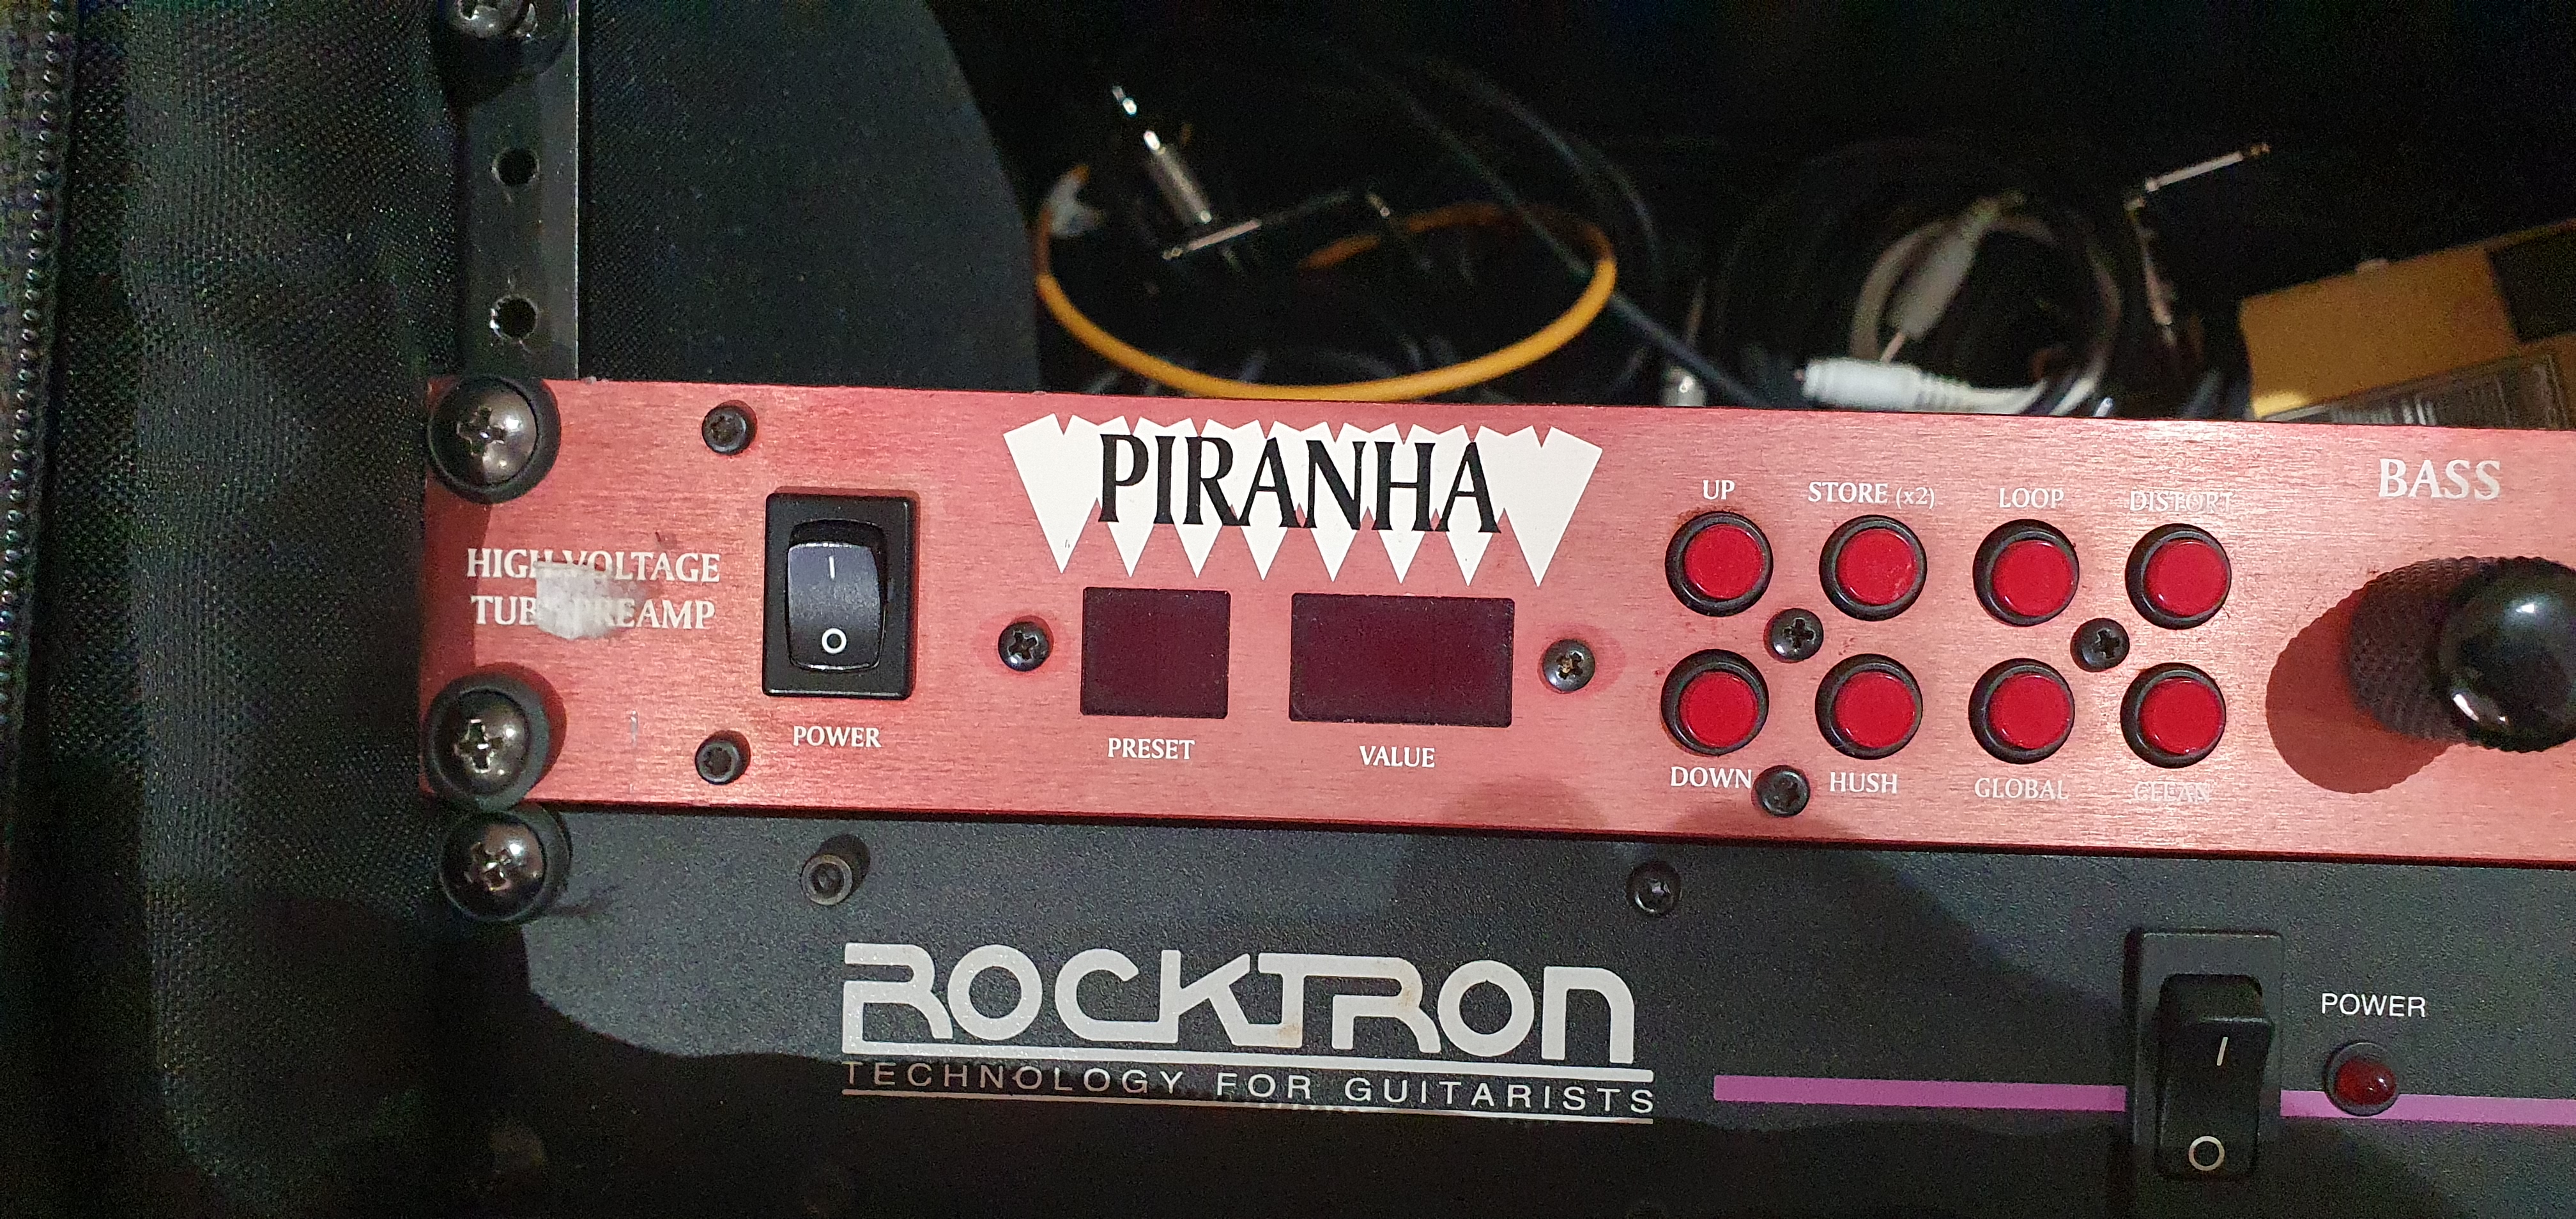 PIRANHA
HIGH VOLTAGE
TUBE PREAMP
I
O
POWER
PRESET
VALUE
UP
STORE (x2)
LOOP
DISTORT
DOWN
HUSH
GLOBAL
CLEAN
BASS
ROCKTRON
TECHNOLOGY FOR GUITARISTS
I
O
POWER